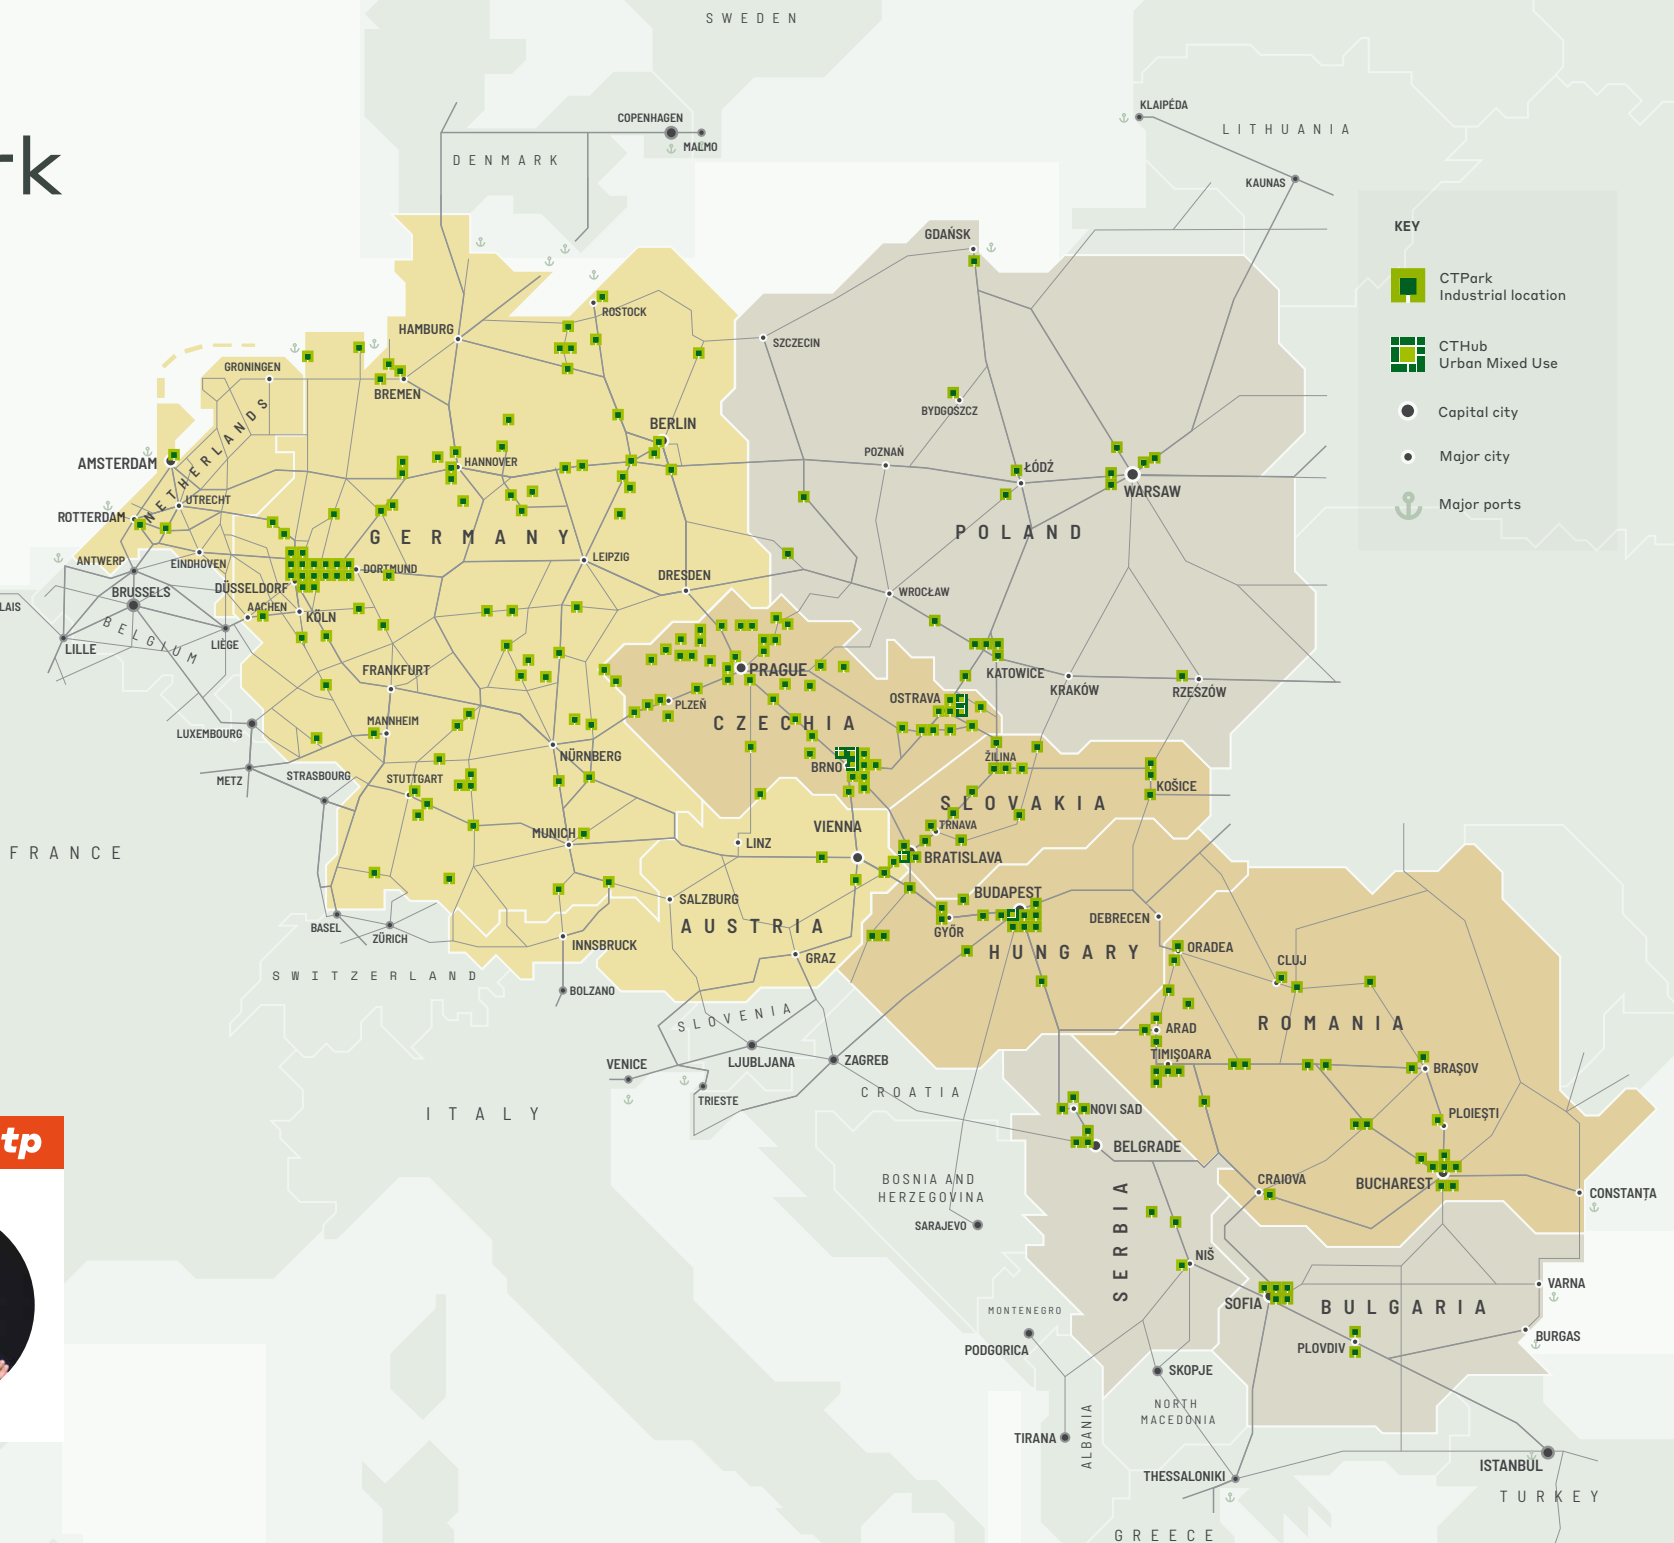 SWEDEN
KLAIPĖDA
COPENHAGEN
LITHUANIA
MALMO
DENMARK
rk
KAUNAS
KEY
GDAŃSK
CTPark
Industrial location
ROSTOCK
HAMBURG
SZCZECIN
CTHub
Urban Mixed Use
GRONINGEN
BREMEN
BYDGOSZCZ
Capital city
BERLIN
NETHERLANDS
POZNAŃ
AMSTERDAM
HANNOVER
ŁÓDŹ
Major city
WARSAW
UTRECHT
Major ports
ROTTERDAM
GERMANY
POLAND
ANTWERP
EINDHOVEN
LEIPZIG
DORTMUND
DRESDEN
BRUSSELS
DÜSSELDORF
WROCŁAW
LAIS
AACHEN
KÖLN
BELGIUM
LIÈGE
LILLE
FRANKFURT
PRAGUE
KATOWICE
KRAKÓW
RZESZÓW
OSTRAVA
PLZEŇ
LUXEMBOURG
MANNHEIM
CZECHIA
NÜRNBERG
ŽILINA
BRNO
METZ
STRASBOURG
STUTTGART
KOŠICE
SLOVAKIA
VIENNA
TRNAVA
MUNICH
LINZ
FRANCE
BRATISLAVA
BUDAPEST
SALZBURG
DEBRECEN
BASEL
ZÜRICH
AUSTRIA
GYÖR
INNSBRUCK
HUNGARY
ORADEA
GRAZ
CLUJ
SWITZERLAND
BOLZANO
SLOVENIA
ROMANIA
ARAD
TIMIŞOARA
VENICE
LJUBLJANA
ZAGREB
BRAŞOV
CROATIA
TRIESTE
NOVI SAD
ITALY
PLOIEŞTI
tp
BELGRADE
BOSNIA AND
HERZEGOVINA
CRAIOVA
BUCHAREST
CONSTANȚA
SARAJEVO
SERBIA
NIŠ
VARNA
SOFIA
BULGARIA
MONTENEGRO
BURGAS
PODGORICA
PLOVDIV
SKOPJE
NORTH
MACEDONIA
ALBANIA
TIRANA
ISTANBUL
THESSALONIKI
TURKEY
GREECE